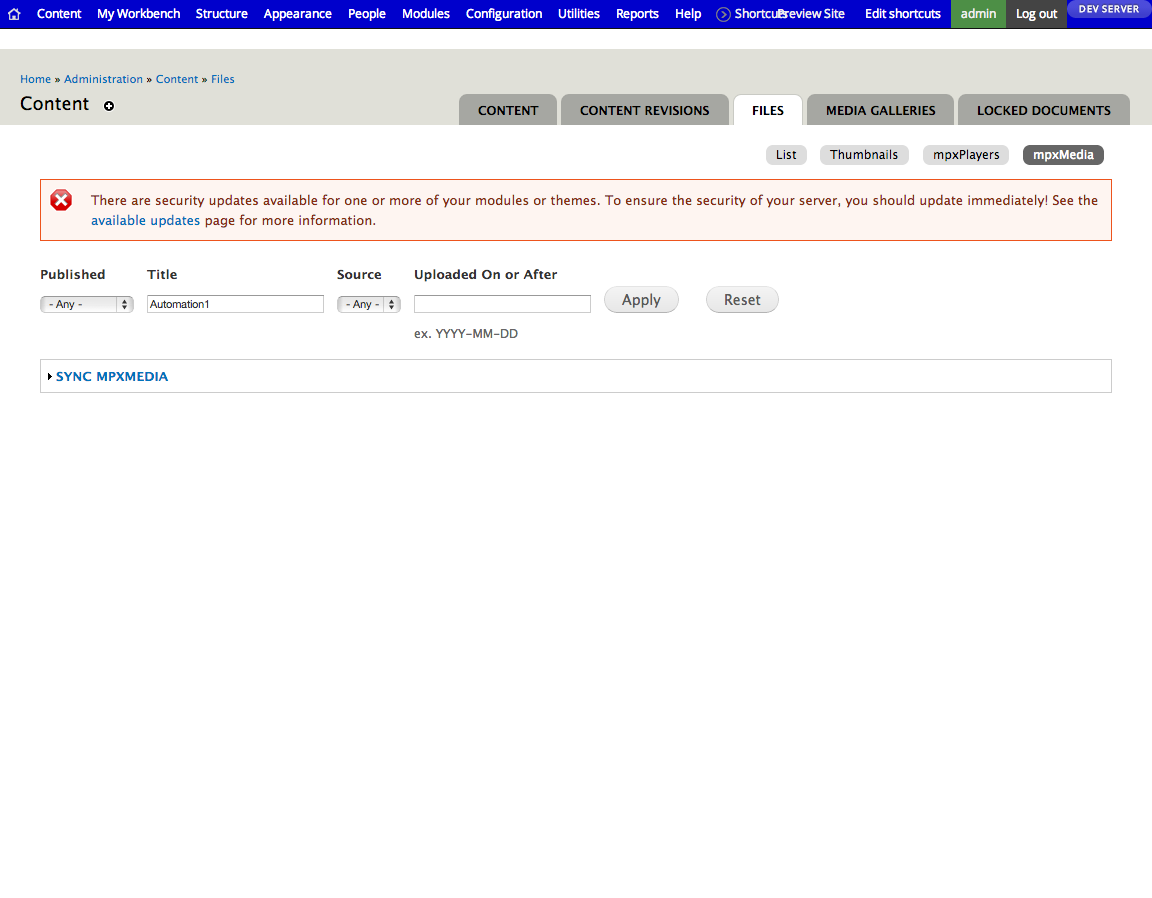 Content My Workbench Structure Appearance People Modules Configuration Utilities Reports Help Shortcuts Preview Site Edit shortcuts admin Log out DEV SERVER
Home » Administration » Content » Files
Content
CONTENT CONTENT REVISIONS FILES MEDIA GALLERIES LOCKED DOCUMENTS
List Thumbnails mpxPlayers mpxMedia
There are security updates available for one or more of your modules or themes. To ensure the security of your server, you should update immediately! See the
available updates page for more information.
Published Title Source Uploaded On or After
- Any - Automation1 - Any - Apply Reset
ex. YYYY-MM-DD
SYNC MPXMEDIA